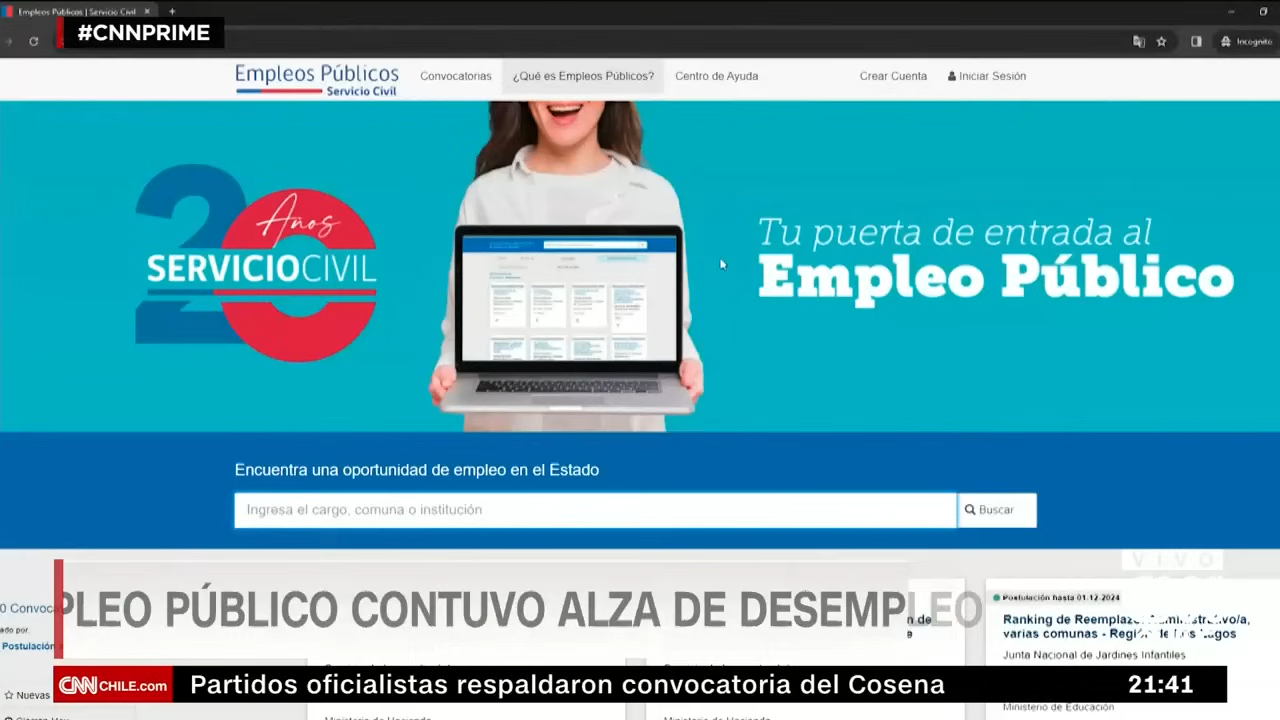 Empleos Públicos | Servicio Civil
#CNNPRIME
Incognito
Empleos Públicos
Servicio Civil
Convocatorias
¿Qué es Empleos Públicos?
Centro de Ayuda
Crear Cuenta
Iniciar Sesión
20 Años
SERVICIOCIVIL
Tu puerta de entrada al
Empleo Público
Encuentra una oportunidad de empleo en el Estado
Ingresa el cargo, comuna o institución
Buscar
VIVO
PLEO PÚBLICO CONTUVO ALZA DE DESEMPLEO
Postulación
Nuevas
Postulación hasta 01.12.2024
Ranking de Reemplazo Administrativo/a,
varias comunas - Región de Los Lagos
Junta Nacional de Jardines Infantiles
Ministerio de Educación
Ministerio de Hacienda
Ministerio de Hacienda
CNNCHILE.com
Partidos oficialistas respaldaron convocatoria del Cosena
21:41